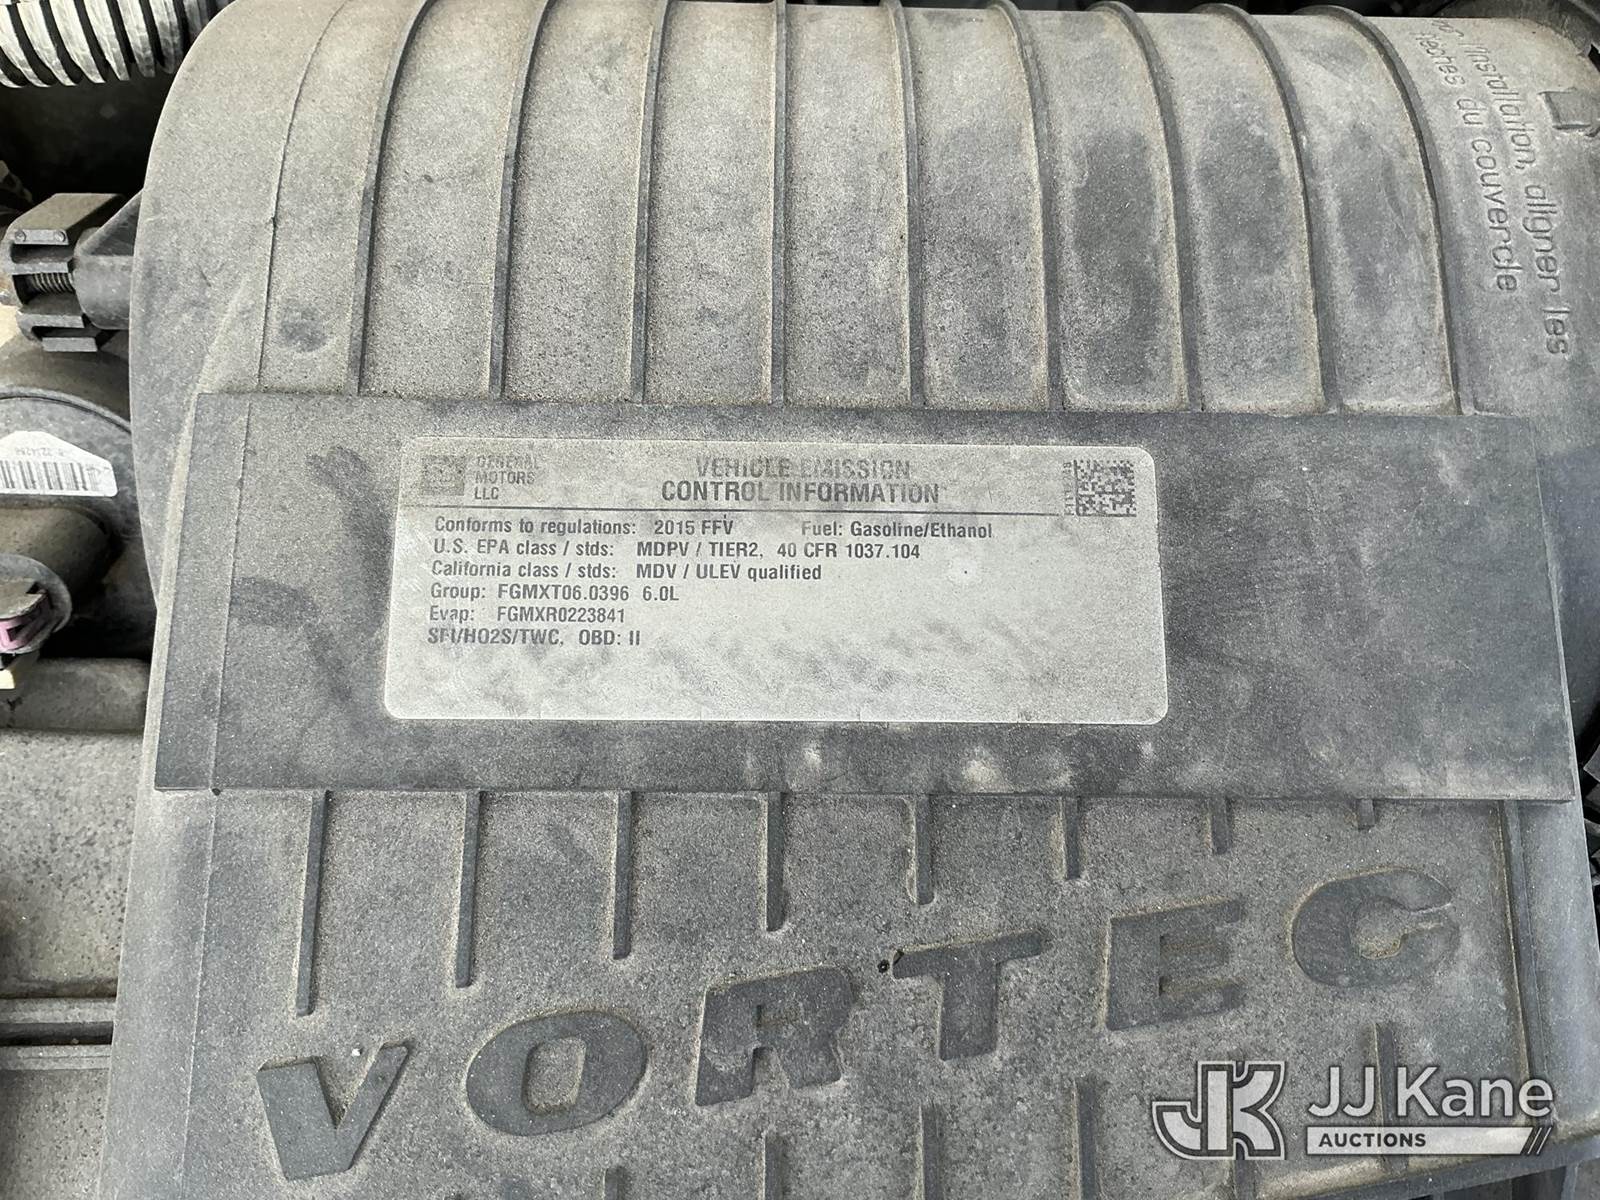 Installation, aligner les
fleches du couvercle
GENERAL
MOTORS
LLC
VEHICLE EMISSION
CONTROL INFORMATION
Conforms to regulations: 2015 FFV Fuel: Gasoline/Ethanol
U.S. EPA class / stds: MDPV / TIER2, 40 CFR 1037.104
California class / stds: MDV / ULEV qualified
Group: FGMXT06.0396 6.0L
Evap: FGMXR0223841
SFI/HO2S/TWC, OBD: II
VORTEC
JK JJ Kane
AUCTIONS